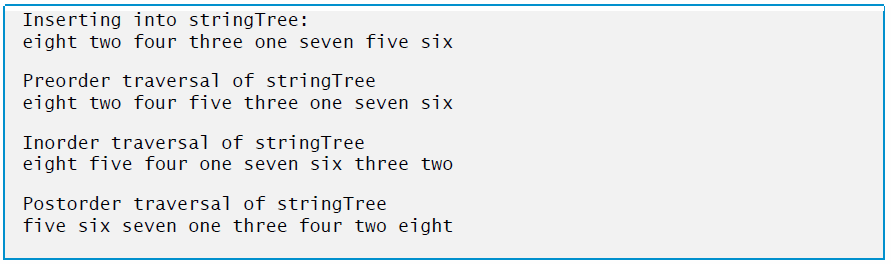 Inserting into stringTree:
eight two four three one seven five six
Preorder traversal of stringTree
eight two four five three one seven six
Inorder traversal of stringTree
eight five four one seven six three two
Postorder traversal of stringTree
five six seven one three four two eight